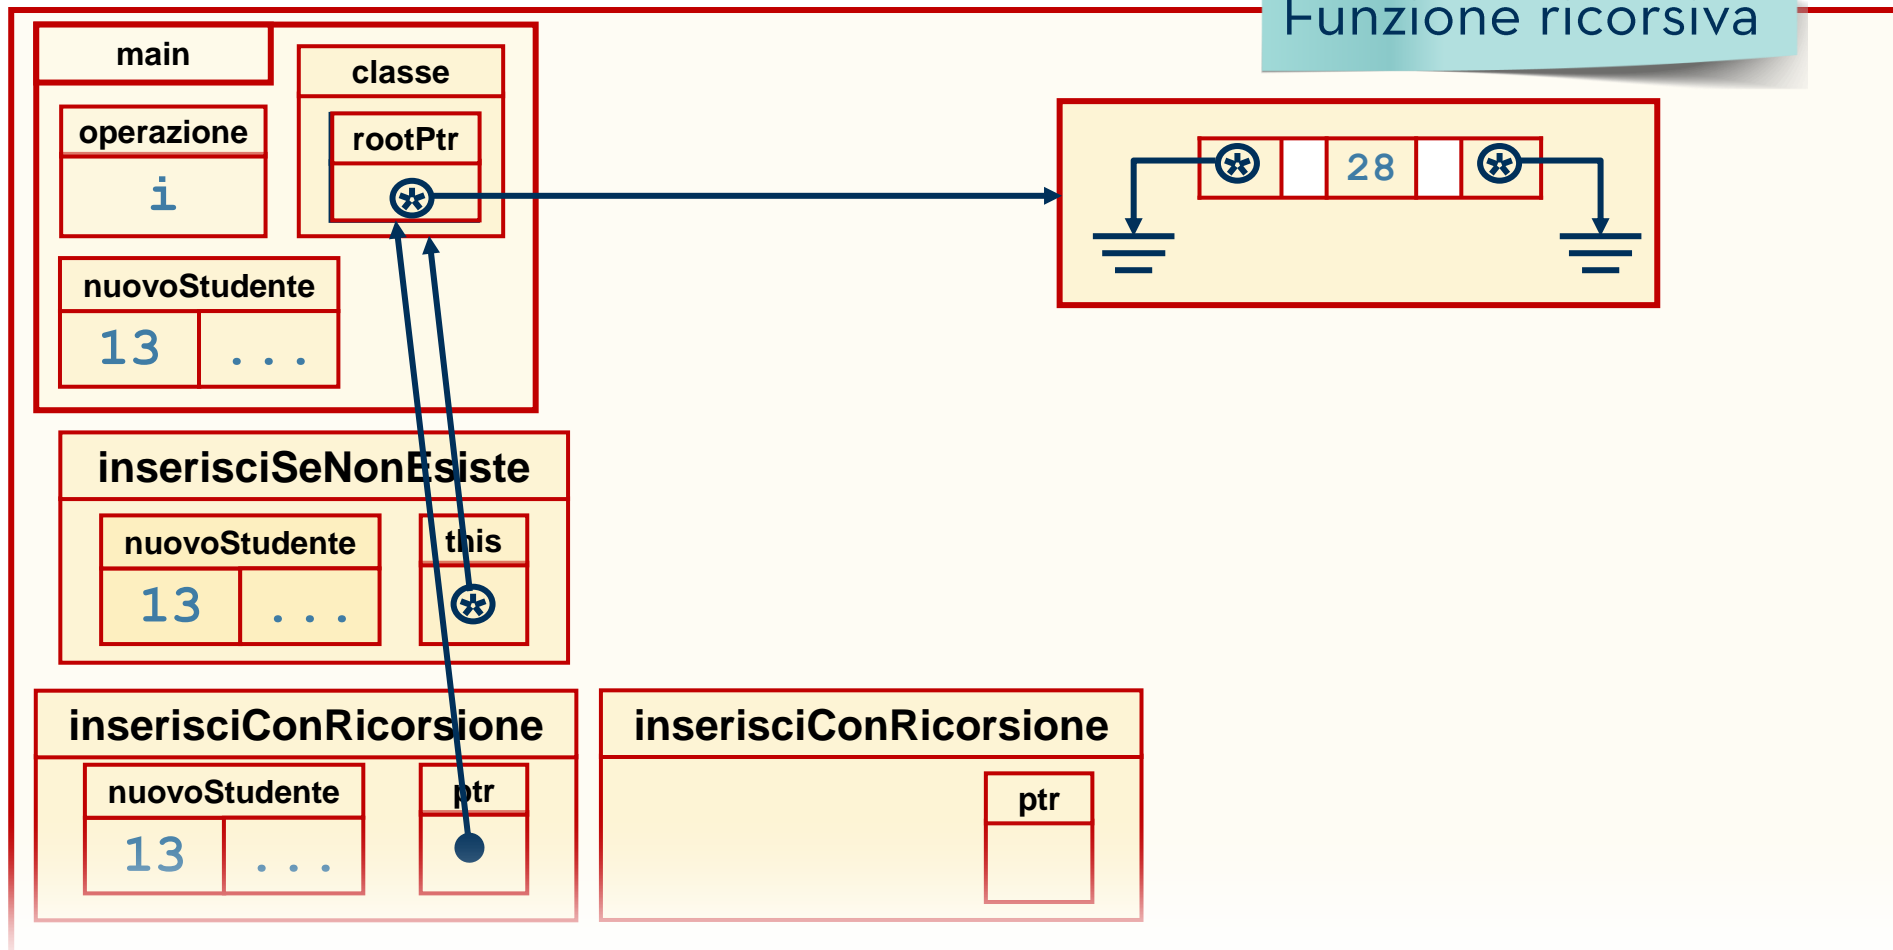 Funzione ricorsiva
main
classe
operazione
rootPtr
i
28
nuovoStudente
13 ...
inserisciSeNonEsiste
nuovoStudente this
13 ...
inserisciConRicorsione inserisciConRicorsione
nuovoStudente ptr ptr
13 ...